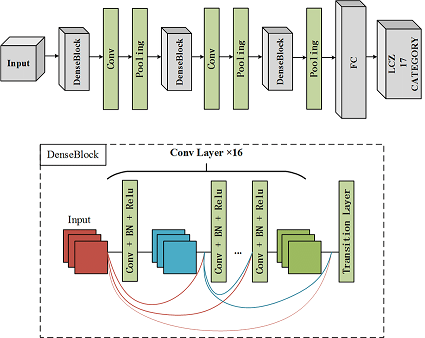 Input
DenseBlock
Conv
Pooling
DenseBlock
Conv
Pooling
DenseBlock
Pooling
FC
LCZ
17
CATEGORY
DenseBlock
Conv Layer ×16
Input
Conv + BN + Relu
Conv + BN + Relu
...
Conv + BN + Relu
Transition Layer